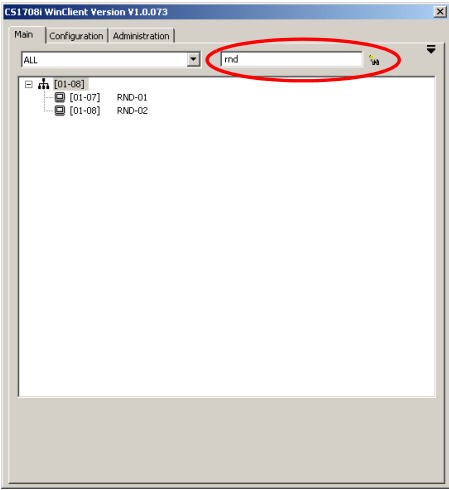 CS1708i WinClient Version V1.0.073
Main Configuration Administration
ALL rnd
[01-08]
[01-07] RND-01
[01-08] RND-02